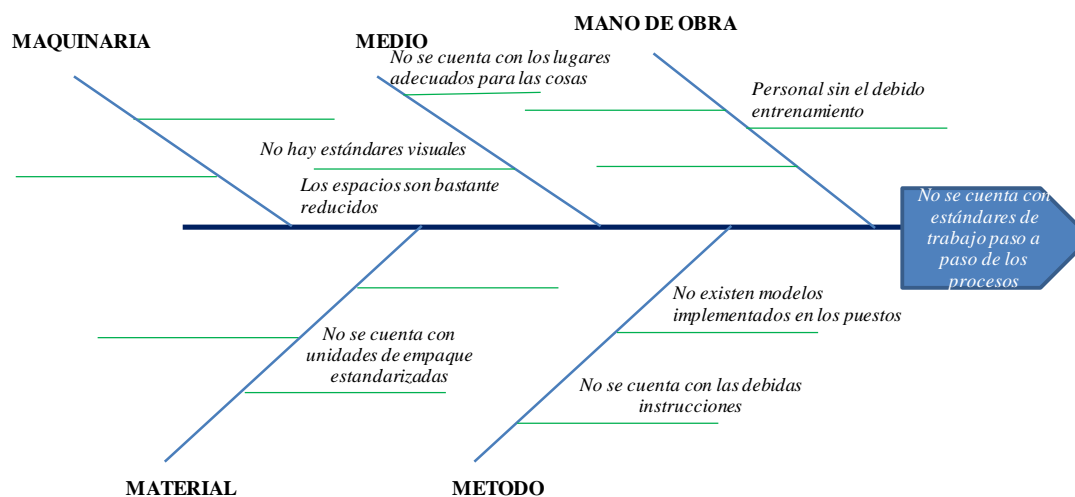 MAQUINARIA
MEDIO
MANO DE OBRA
No se cuenta con los lugares
adecuados para las cosas
Personal sin el debido
entrenamiento
No hay estándares visuales
Los espacios son bastante
reducidos
No se cuenta con
estándares de
trabajo paso a
paso de los
procesos
No existen modelos
implementados en los puestos
No se cuenta con
unidades de empaque
estandarizadas
No se cuenta con las debidas
instrucciones
MATERIAL
METODO